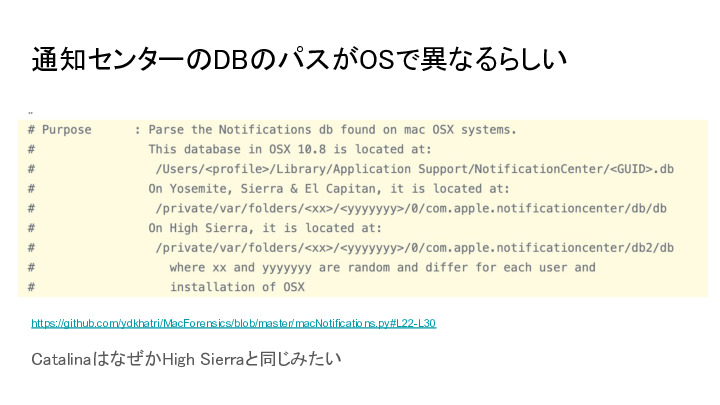 通知センターのDBのパスがOSで異なるらしい
# Purpose : Parse the Notifications db found on mac OSX systems.
# This database in OSX 10.8 is located at:
# /Users/<profile>/Library/Application Support/NotificationCenter/<GUID>.db
# On Yosemite, Sierra & El Capitan, it is located at:
# /private/var/folders/<xx>/<yyyyyyy>/0/com.apple.notificationcenter/db/db
# On High Sierra, it is located at:
# /private/var/folders/<xx>/<yyyyyyy>/0/com.apple.notificationcenter/db2/db
# where xx and yyyyyyy are random and differ for each user and
# installation of OSX
https://github.com/ydkhatri/MacForensics/blob/master/macNotifications.py#L22-L30
CatalinaはなぜかHigh Sierraと同じみたい